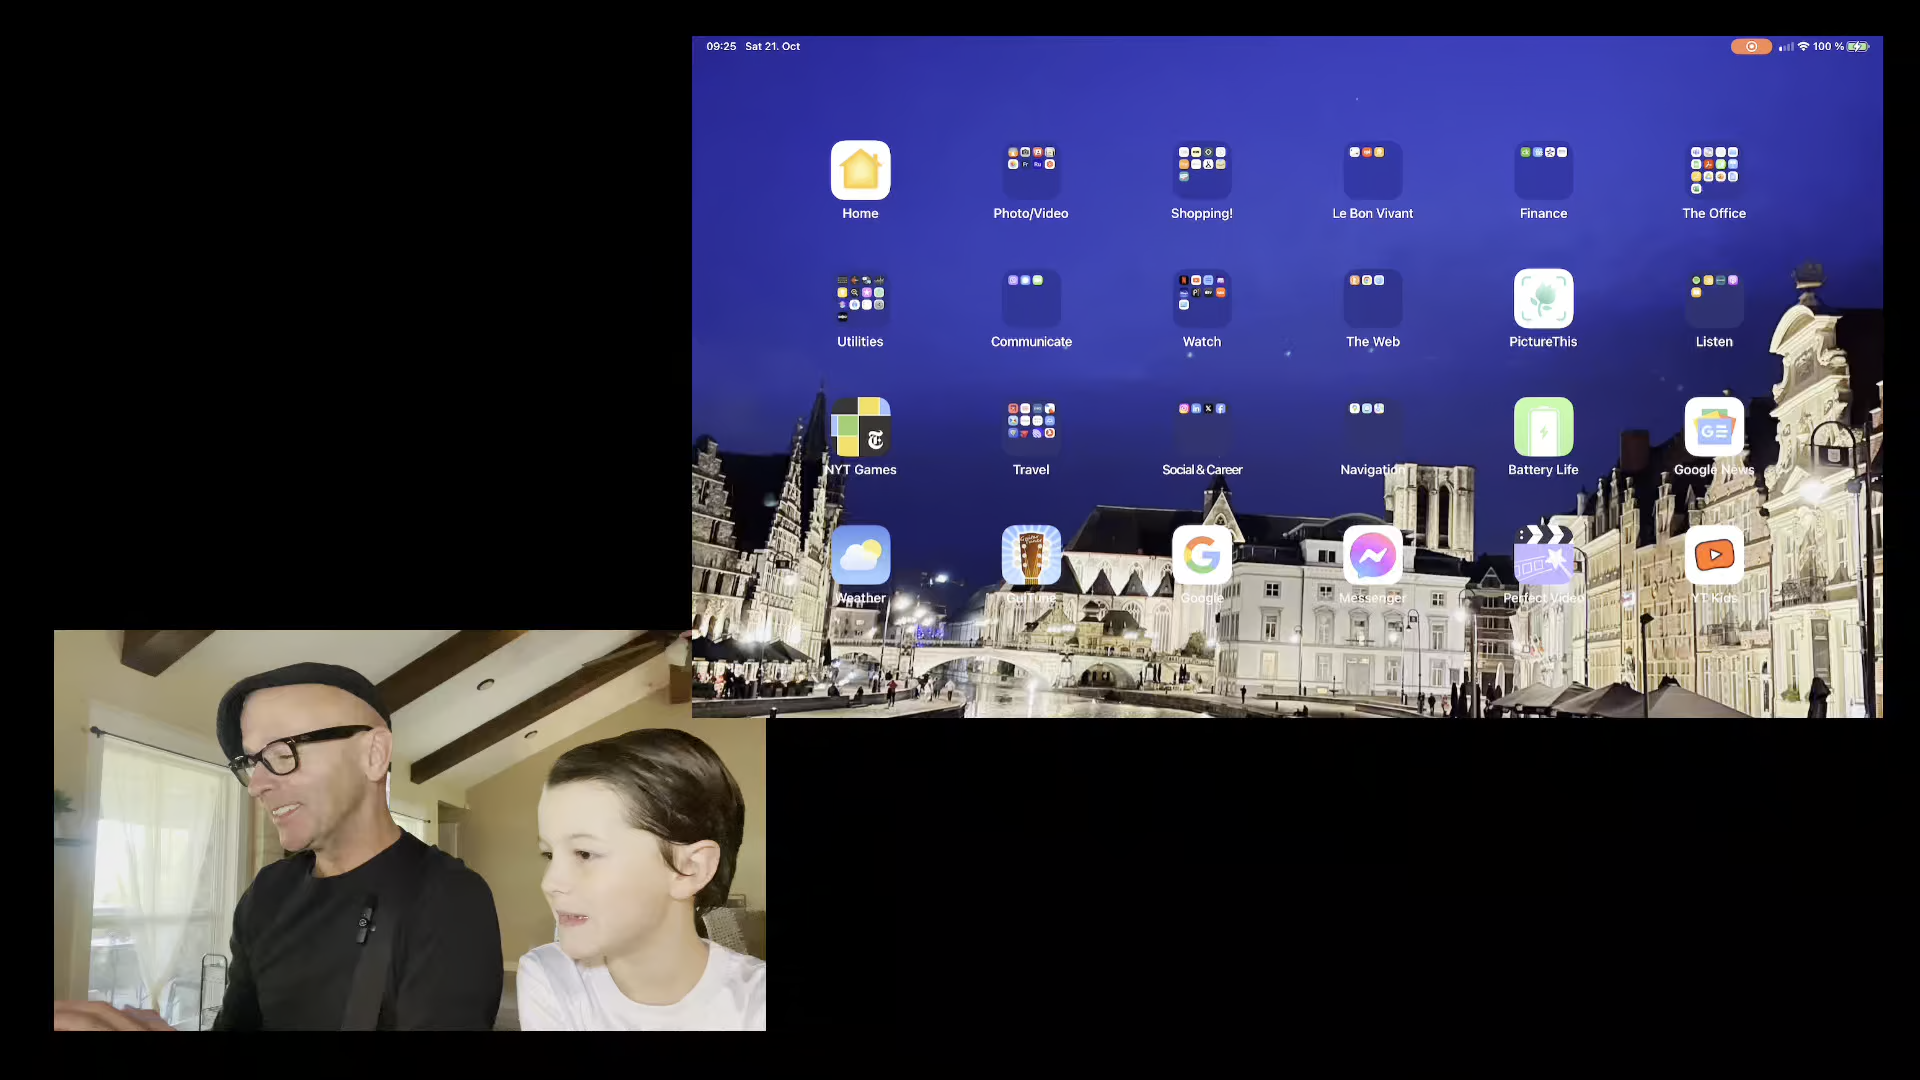 09:25 Sat 21. Oct 100 %
Home Photo/Video Shopping! Le Bon Vivant Finance The Office
Utilities Communicate Watch The Web PictureThis Listen
NYT Games Travel Social & Career Navigation Battery Life Google News
Weather GuiTune Google Messenger Perfect Video YT Kids